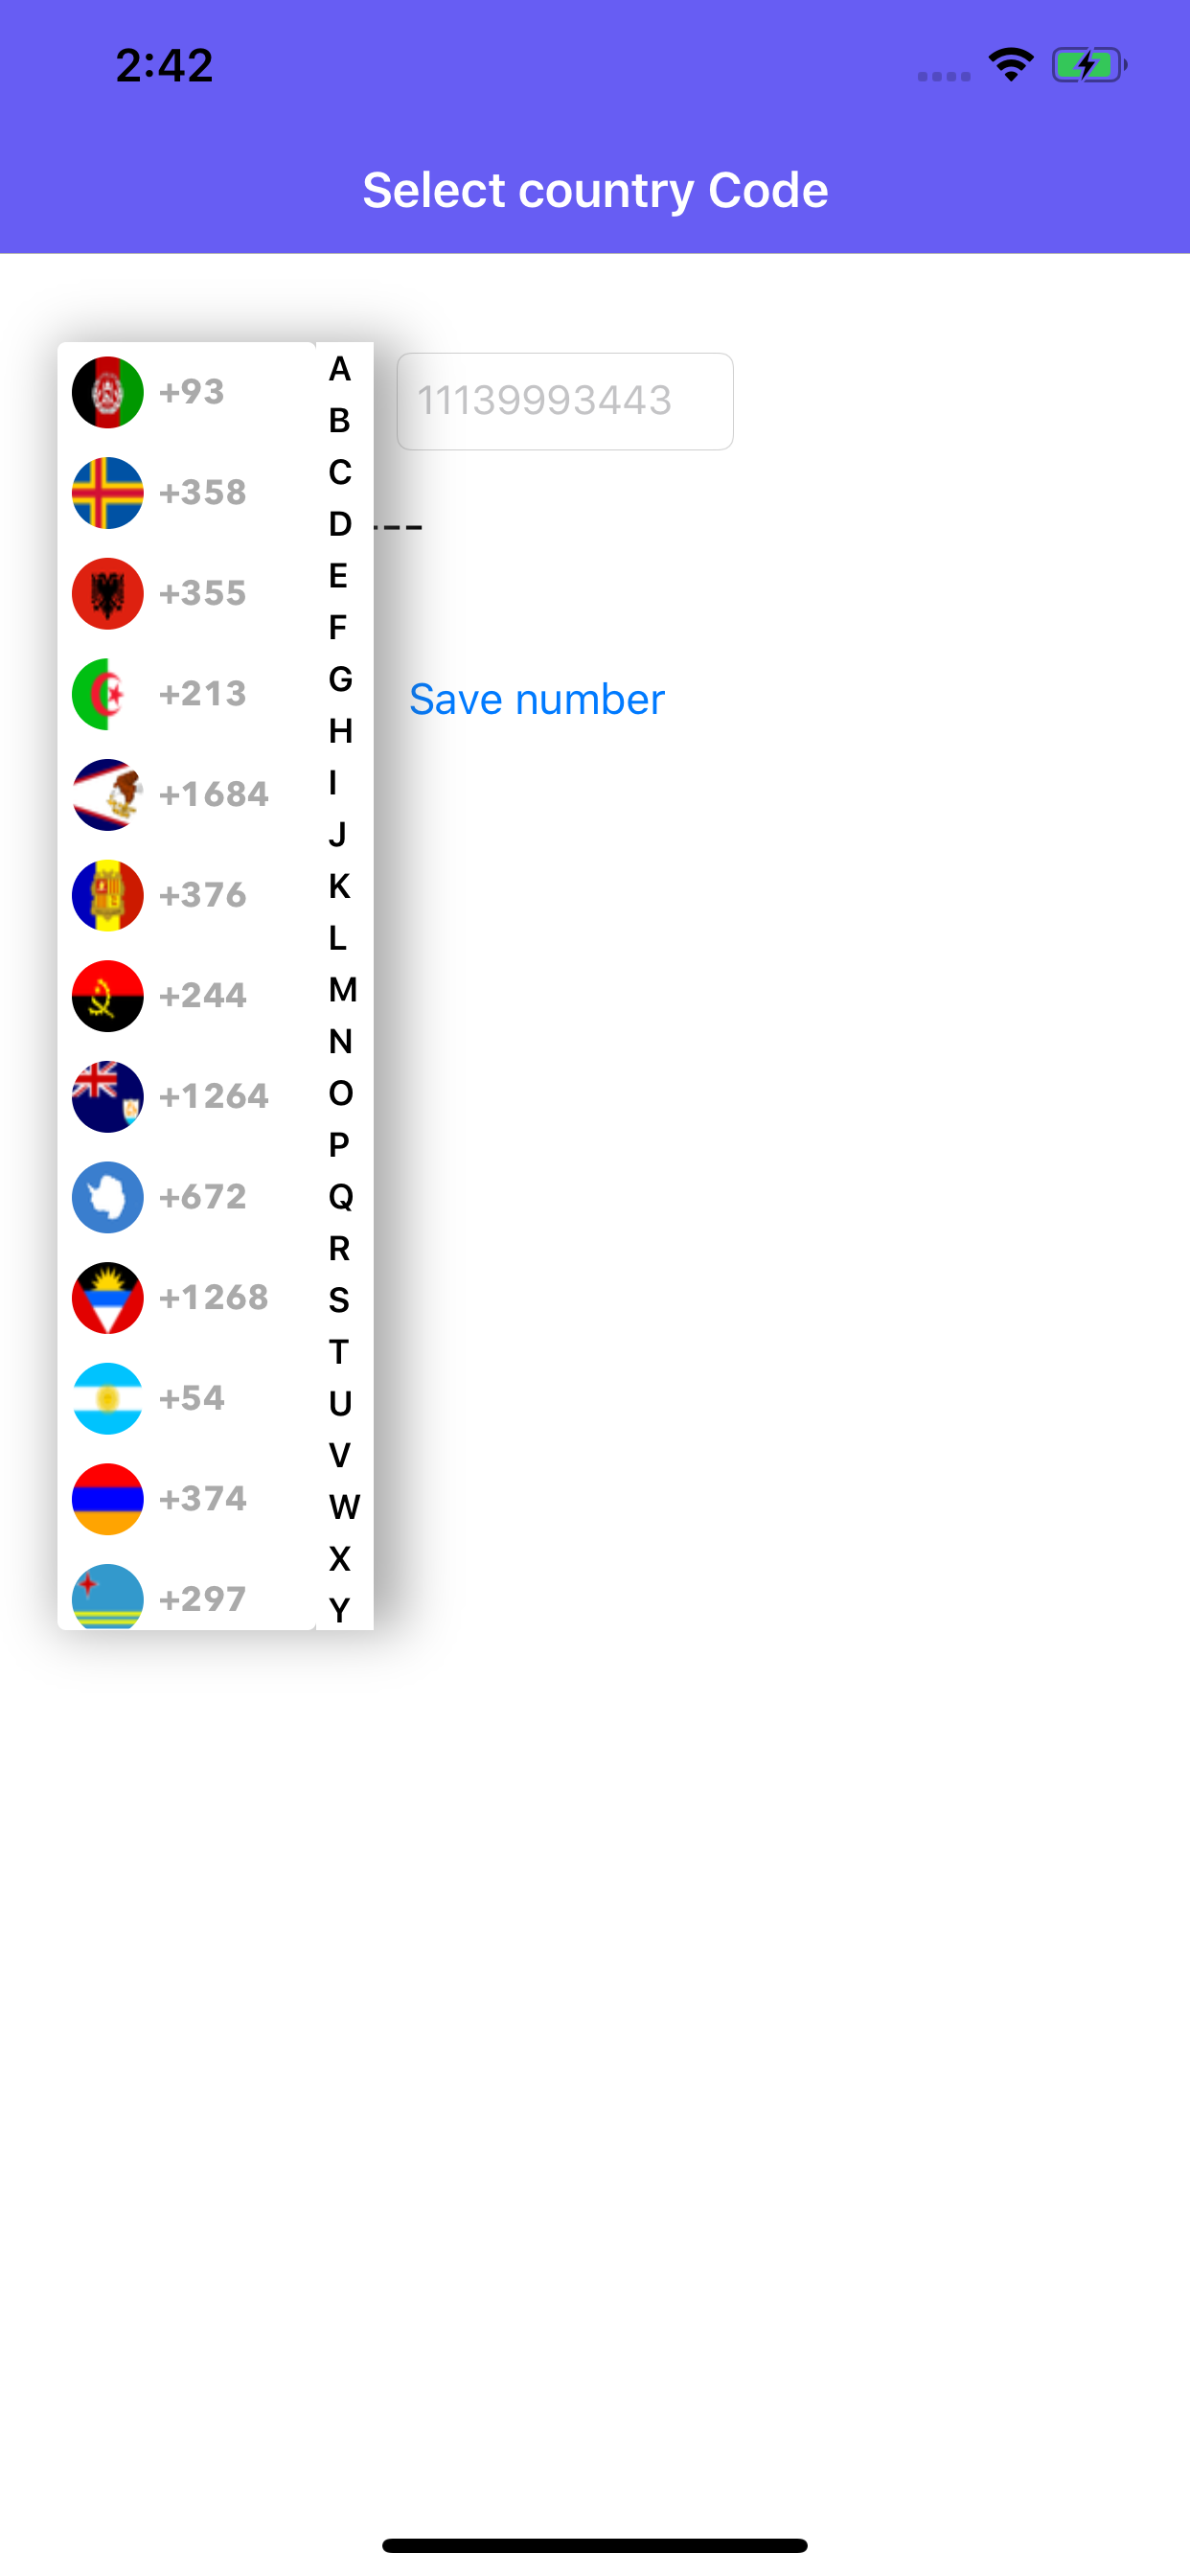 2:42
Select country Code
+93
+358
+355
+213
+1684
+376
+244
+1264
+672
+1268
+54
+374
+297
A
B
C
D
E
F
G
H
I
J
K
L
M
N
O
P
Q
R
S
T
U
V
W
X
Y
11139993443
---
Save number